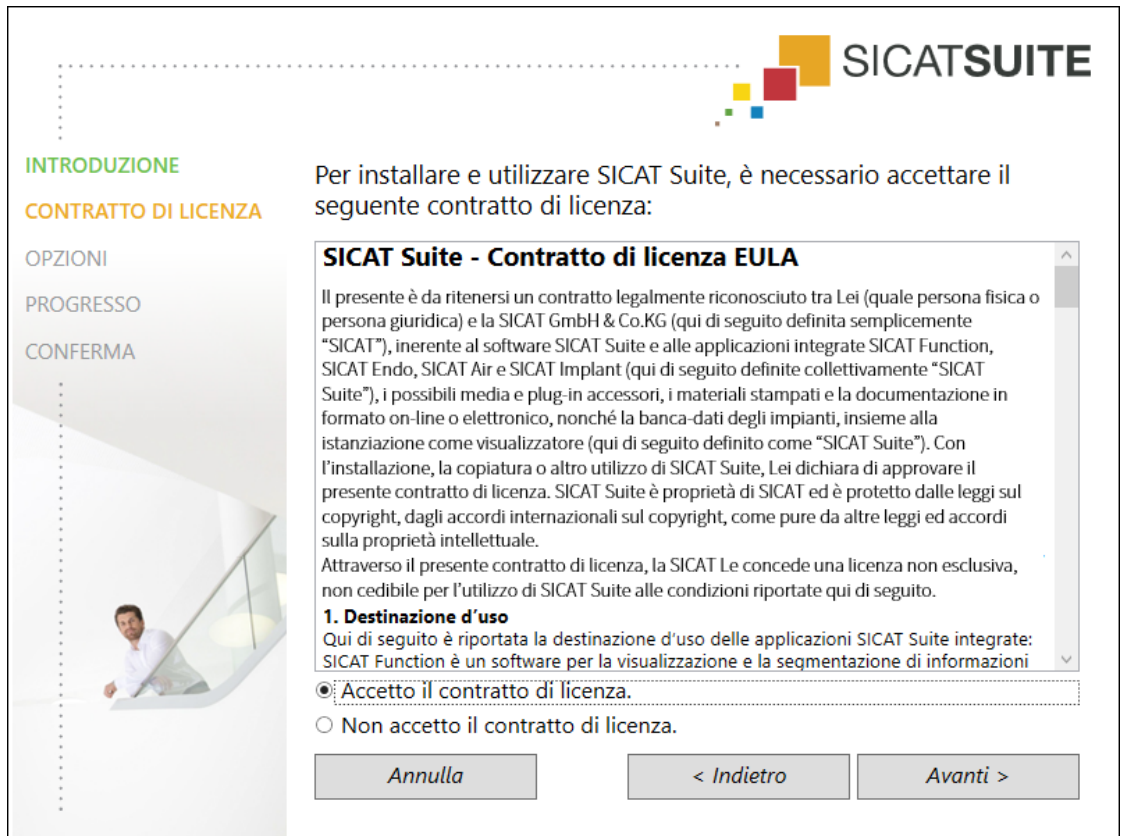 SICATSUITE
INTRODUZIONE
CONTRATTO DI LICENZA
OPZIONI
PROGRESSO
CONFERMA
Per installare e utilizzare SICAT Suite, è necessario accettare il
seguente contratto di licenza:
SICAT Suite - Contratto di licenza EULA
Il presente è da ritenersi un contratto legalmente riconosciuto tra Lei (quale persona fisica o
persona giuridica) e la SICAT GmbH & Co.KG (qui di seguito definita semplicemente
“SICAT”), inerente al software SICAT Suite e alle applicazioni integrate SICAT Function,
SICAT Endo, SICAT Air e SICAT Implant (qui di seguito definite collettivamente “SICAT
Suite”), i possibili media e plug-in accessori, i materiali stampati e la documentazione in
formato on-line o elettronico, nonché la banca-dati degli impianti, insieme alla
istanziazione come visualizzatore (qui di seguito definito come “SICAT Suite”). Con
l’installazione, la copiatura o altro utilizzo di SICAT Suite, Lei dichiara di approvare il
presente contratto di licenza. SICAT Suite è proprietà di SICAT ed è protetto dalle leggi sul
copyright, dagli accordi internazionali sul copyright, come pure da altre leggi ed accordi
sulla proprietà intellettuale.
Attraverso il presente contratto di licenza, la SICAT Le concede una licenza non esclusiva,
non cedibile per l’utilizzo di SICAT Suite alle condizioni riportate qui di seguito.
1. Destinazione d’uso
Qui di seguito è riportata la destinazione d’uso delle applicazioni SICAT Suite integrate:
SICAT Function è un software per la visualizzazione e la segmentazione di informazioni
Accetto il contratto di licenza.
Non accetto il contratto di licenza.
Annulla
< Indietro
Avanti >